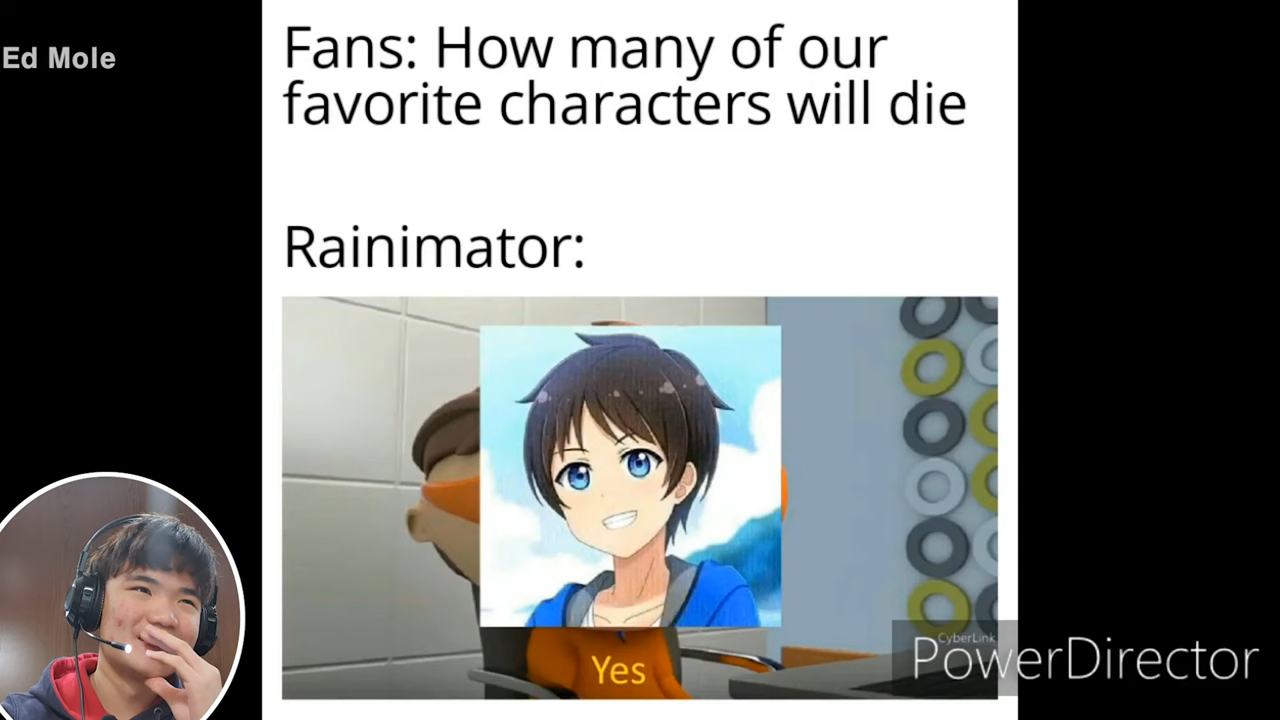 Ed Mole
Fans: How many of our
favorite characters will die
Rainimator:
Yes
CyberLink
PowerDirector